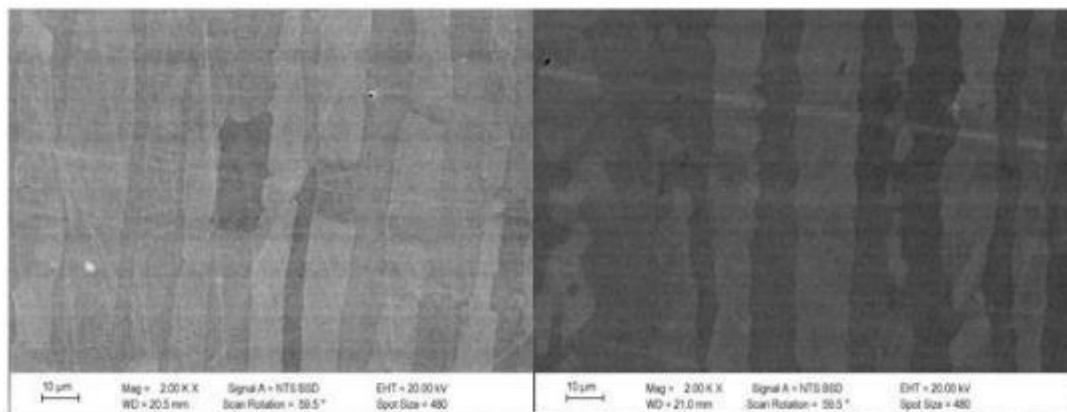 10 µm
Mag = 2.00 K X
Signal A = NTS BSD
EHT = 20.00 kV
WD = 20.5 mm
Scan Rotation = 59.5 °
Spot Size = 480
10 µm
Mag = 2.00 K X
Signal A = NTS BSD
EHT = 20.00 kV
WD = 21.0 mm
Scan Rotation = 59.5 °
Spot Size = 480